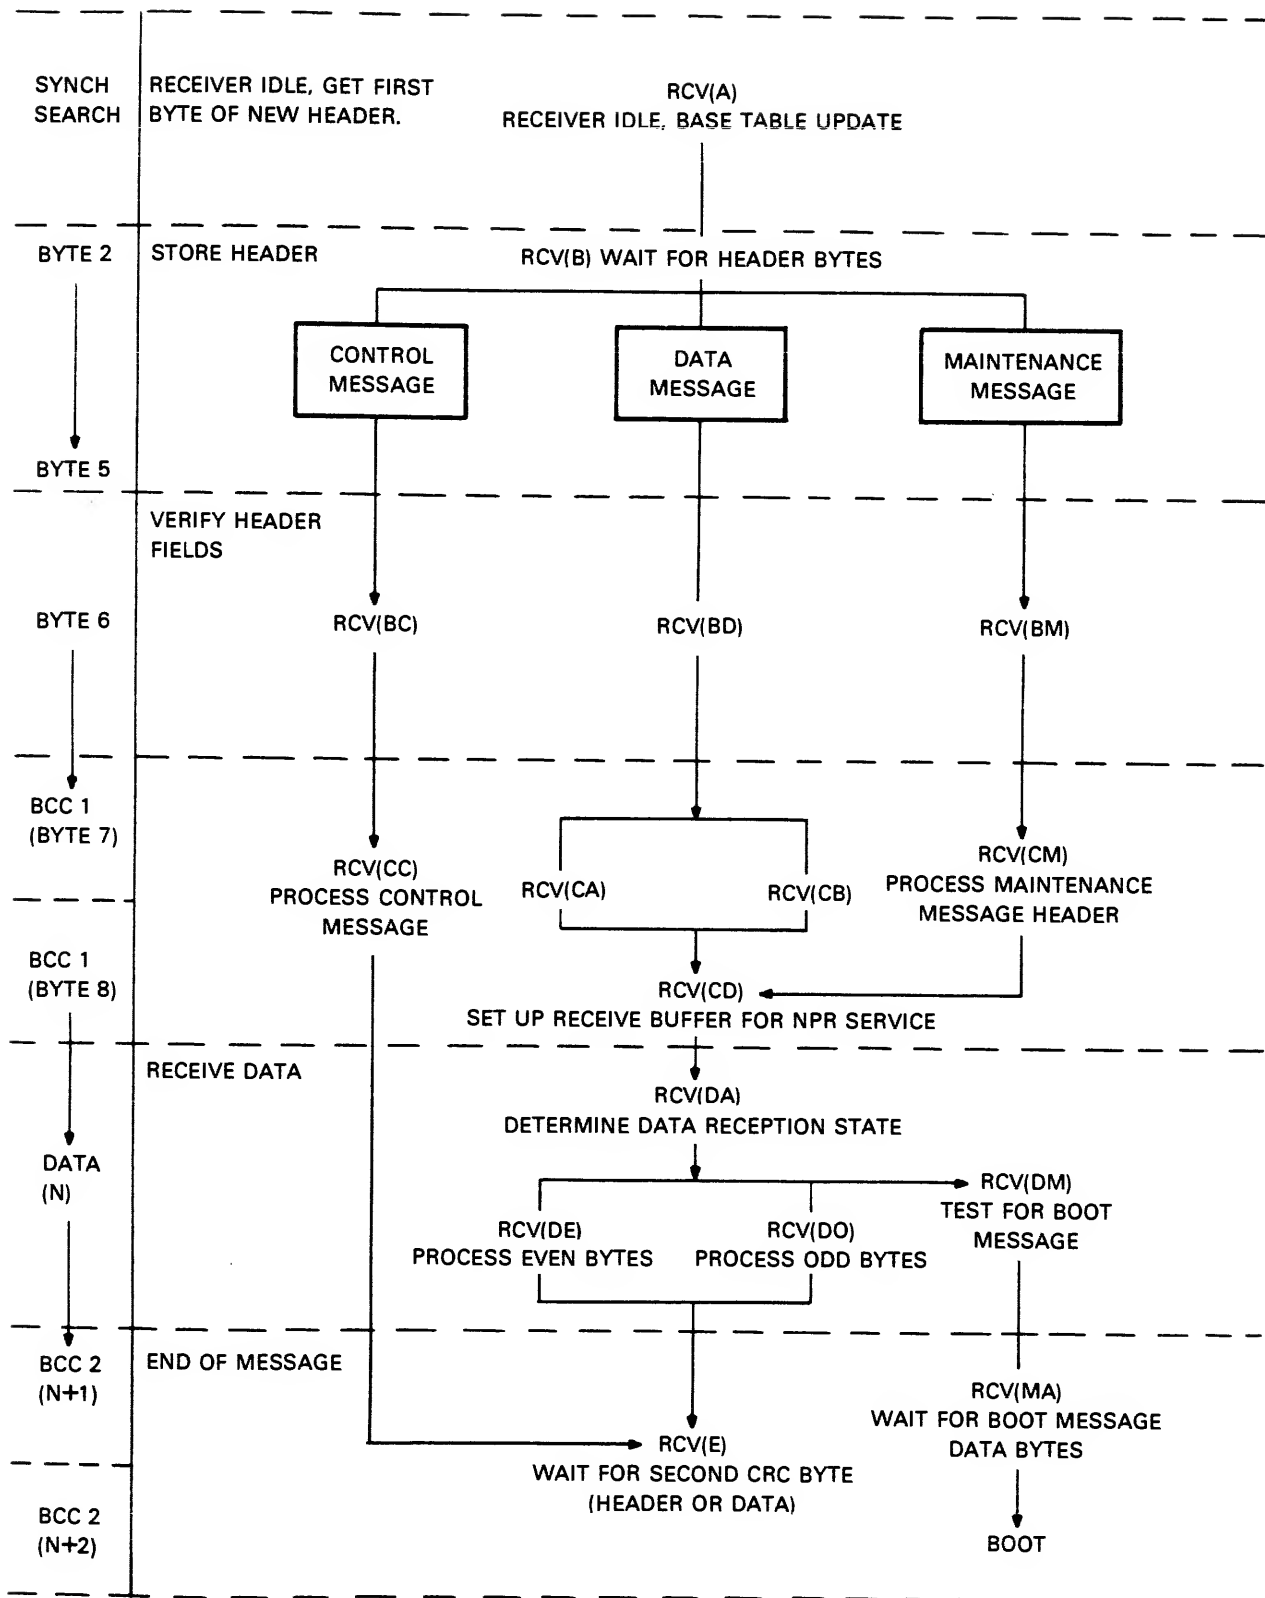 SYNCH
SEARCH
RECEIVER IDLE, GET FIRST
BYTE OF NEW HEADER.
RCV(A)
RECEIVER IDLE, BASE TABLE UPDATE
BYTE 2
STORE HEADER
RCV(B) WAIT FOR HEADER BYTES
CONTROL
MESSAGE
DATA
MESSAGE
MAINTENANCE
MESSAGE
BYTE 5
VERIFY HEADER
FIELDS
BYTE 6
RCV(BC)
RCV(BD)
RCV(BM)
BCC 1
(BYTE 7)
RCV(CC)
PROCESS CONTROL
MESSAGE
RCV(CA)
RCV(CB)
RCV(CM)
PROCESS MAINTENANCE
MESSAGE HEADER
BCC 1
(BYTE 8)
RCV(CD)
SET UP RECEIVE BUFFER FOR NPR SERVICE
RECEIVE DATA
RCV(DA)
DETERMINE DATA RECEPTION STATE
DATA
(N)
RCV(DE)
PROCESS EVEN BYTES
RCV(DO)
PROCESS ODD BYTES
RCV(DM)
TEST FOR BOOT
MESSAGE
BCC 2
(N+1)
END OF MESSAGE
RCV(MA)
WAIT FOR BOOT MESSAGE
DATA BYTES
RCV(E)
WAIT FOR SECOND CRC BYTE
(HEADER OR DATA)
BCC 2
(N+2)
BOOT